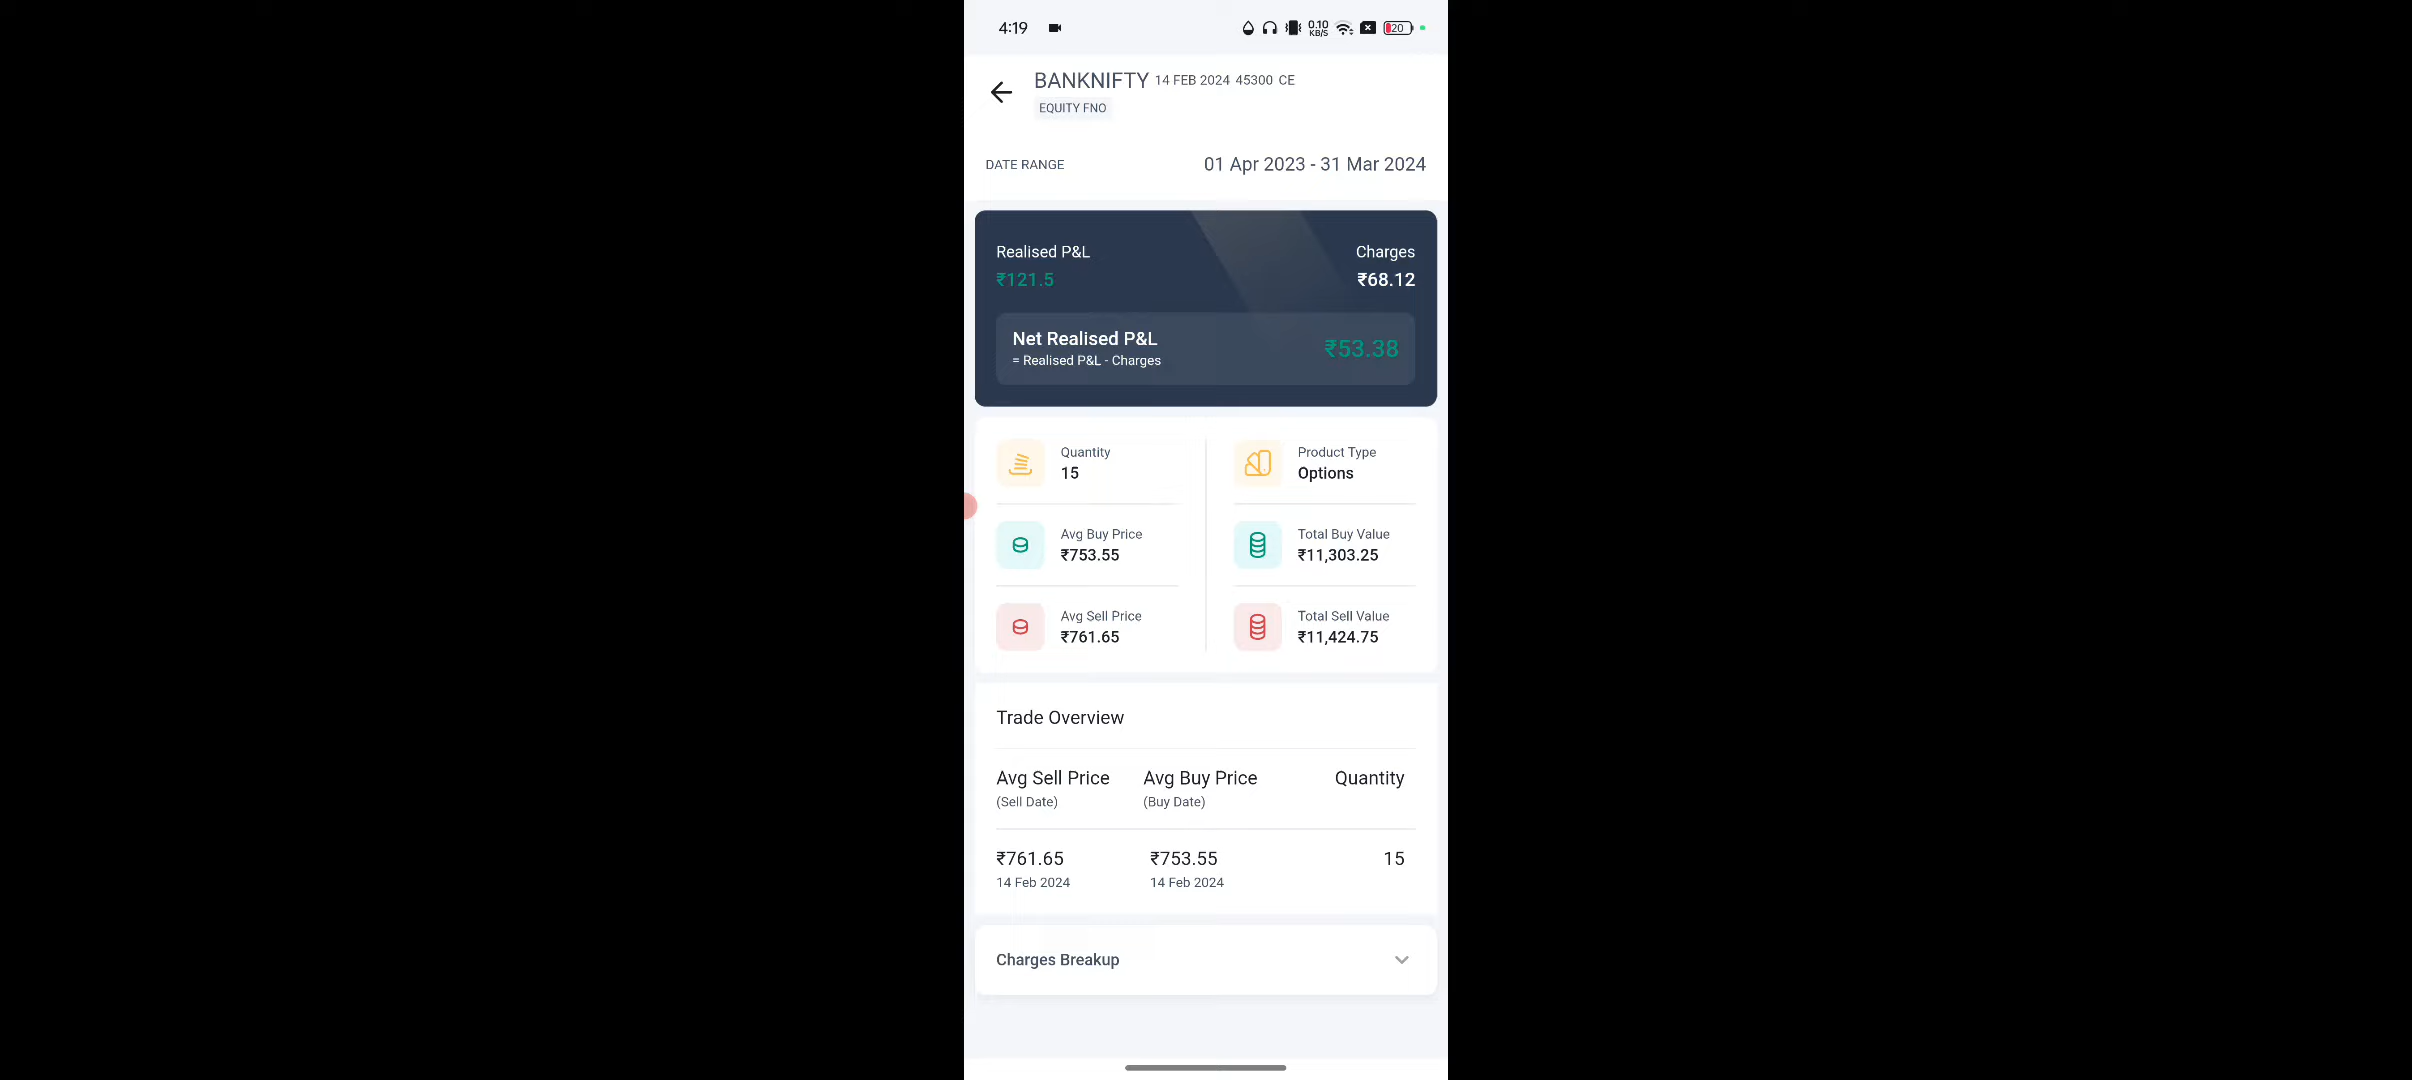 4:19 0.10 KB/S 20
BANKNIFTY 14 FEB 2024 45300 CE
EQUITY FNO
DATE RANGE 01 Apr 2023 - 31 Mar 2024
Realised P&L Charges
₹121.5 ₹68.12
Net Realised P&L
= Realised P&L - Charges
₹53.38
Quantity Product Type
15 Options
Avg Buy Price Total Buy Value
₹753.55 ₹11,303.25
Avg Sell Price Total Sell Value
₹761.65 ₹11,424.75
Trade Overview
Avg Sell Price Avg Buy Price Quantity
(Sell Date) (Buy Date)
₹761.65 ₹753.55 15
14 Feb 2024 14 Feb 2024
Charges Breakup